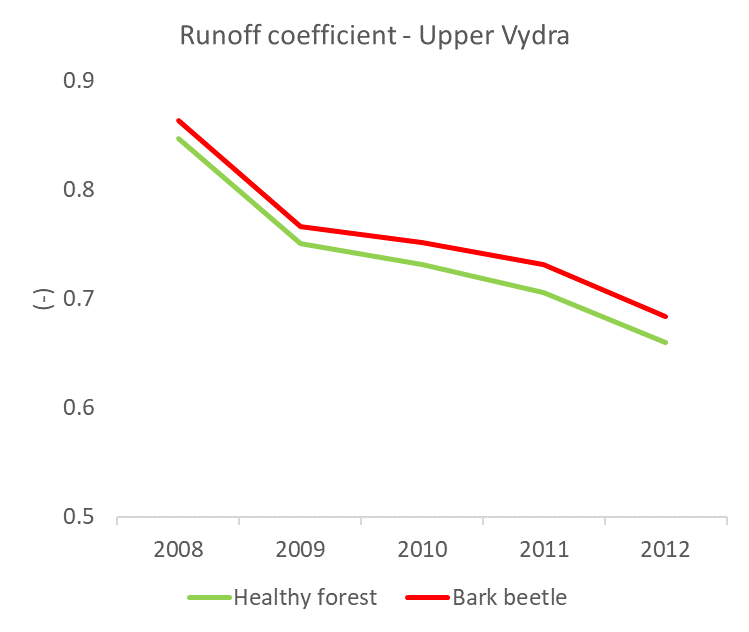 Runoff coefficient - Upper Vydra
0.9
0.8
0.7
(-)
0.6
0.5
2008 2009 2010 2011 2012
Healthy forest Bark beetle